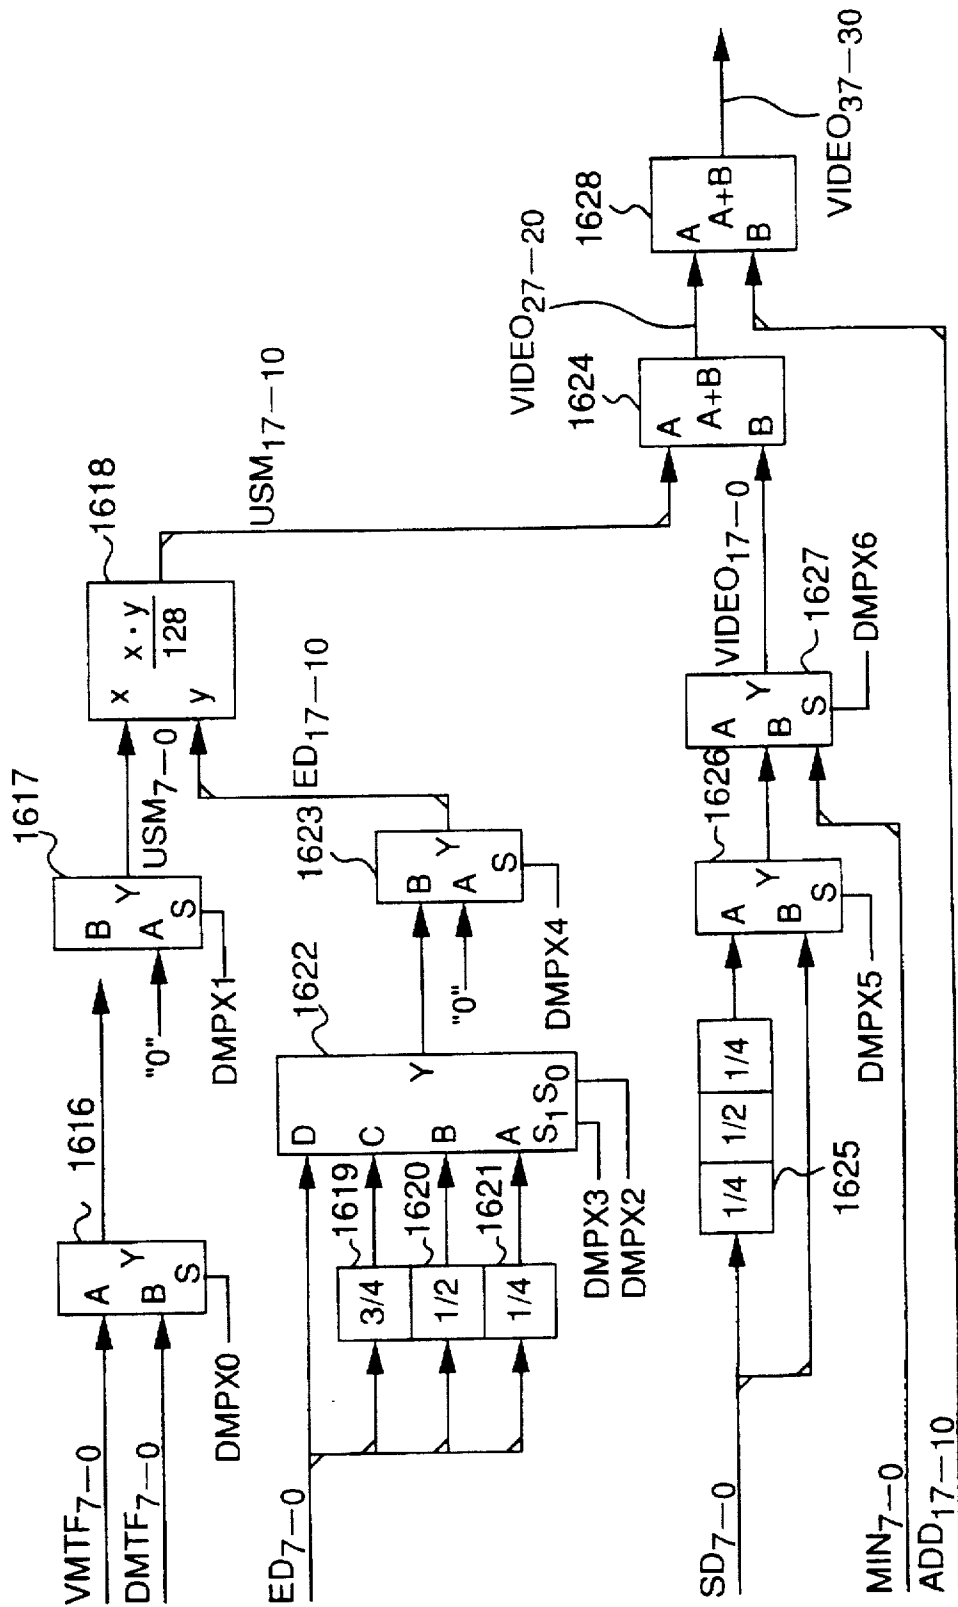 VMTF7—0
DMTF7—0
A
B
Y
S
1616
DMPX0
"0"
B
A
Y
S
1617
DMPX1
USM7—0
x
y
x · y
128
1618
USM17—10
ED7—0
3/4
1/2
1/4
1619
1620
1621
D
C
B
A
Y
S1 S0
1622
DMPX3
DMPX2
"0"
B
A
Y
S
1623
DMPX4
ED17—10
SD7—0
1/4 1/2 1/4
1625
A
B
Y
S
1626
DMPX5
A
B
Y
S
1627
DMPX6
VIDEO17—0
A
A+B
B
1624
VIDEO27—20
A
A+B
B
1628
VIDEO37—30
MIN7—0
ADD17—10